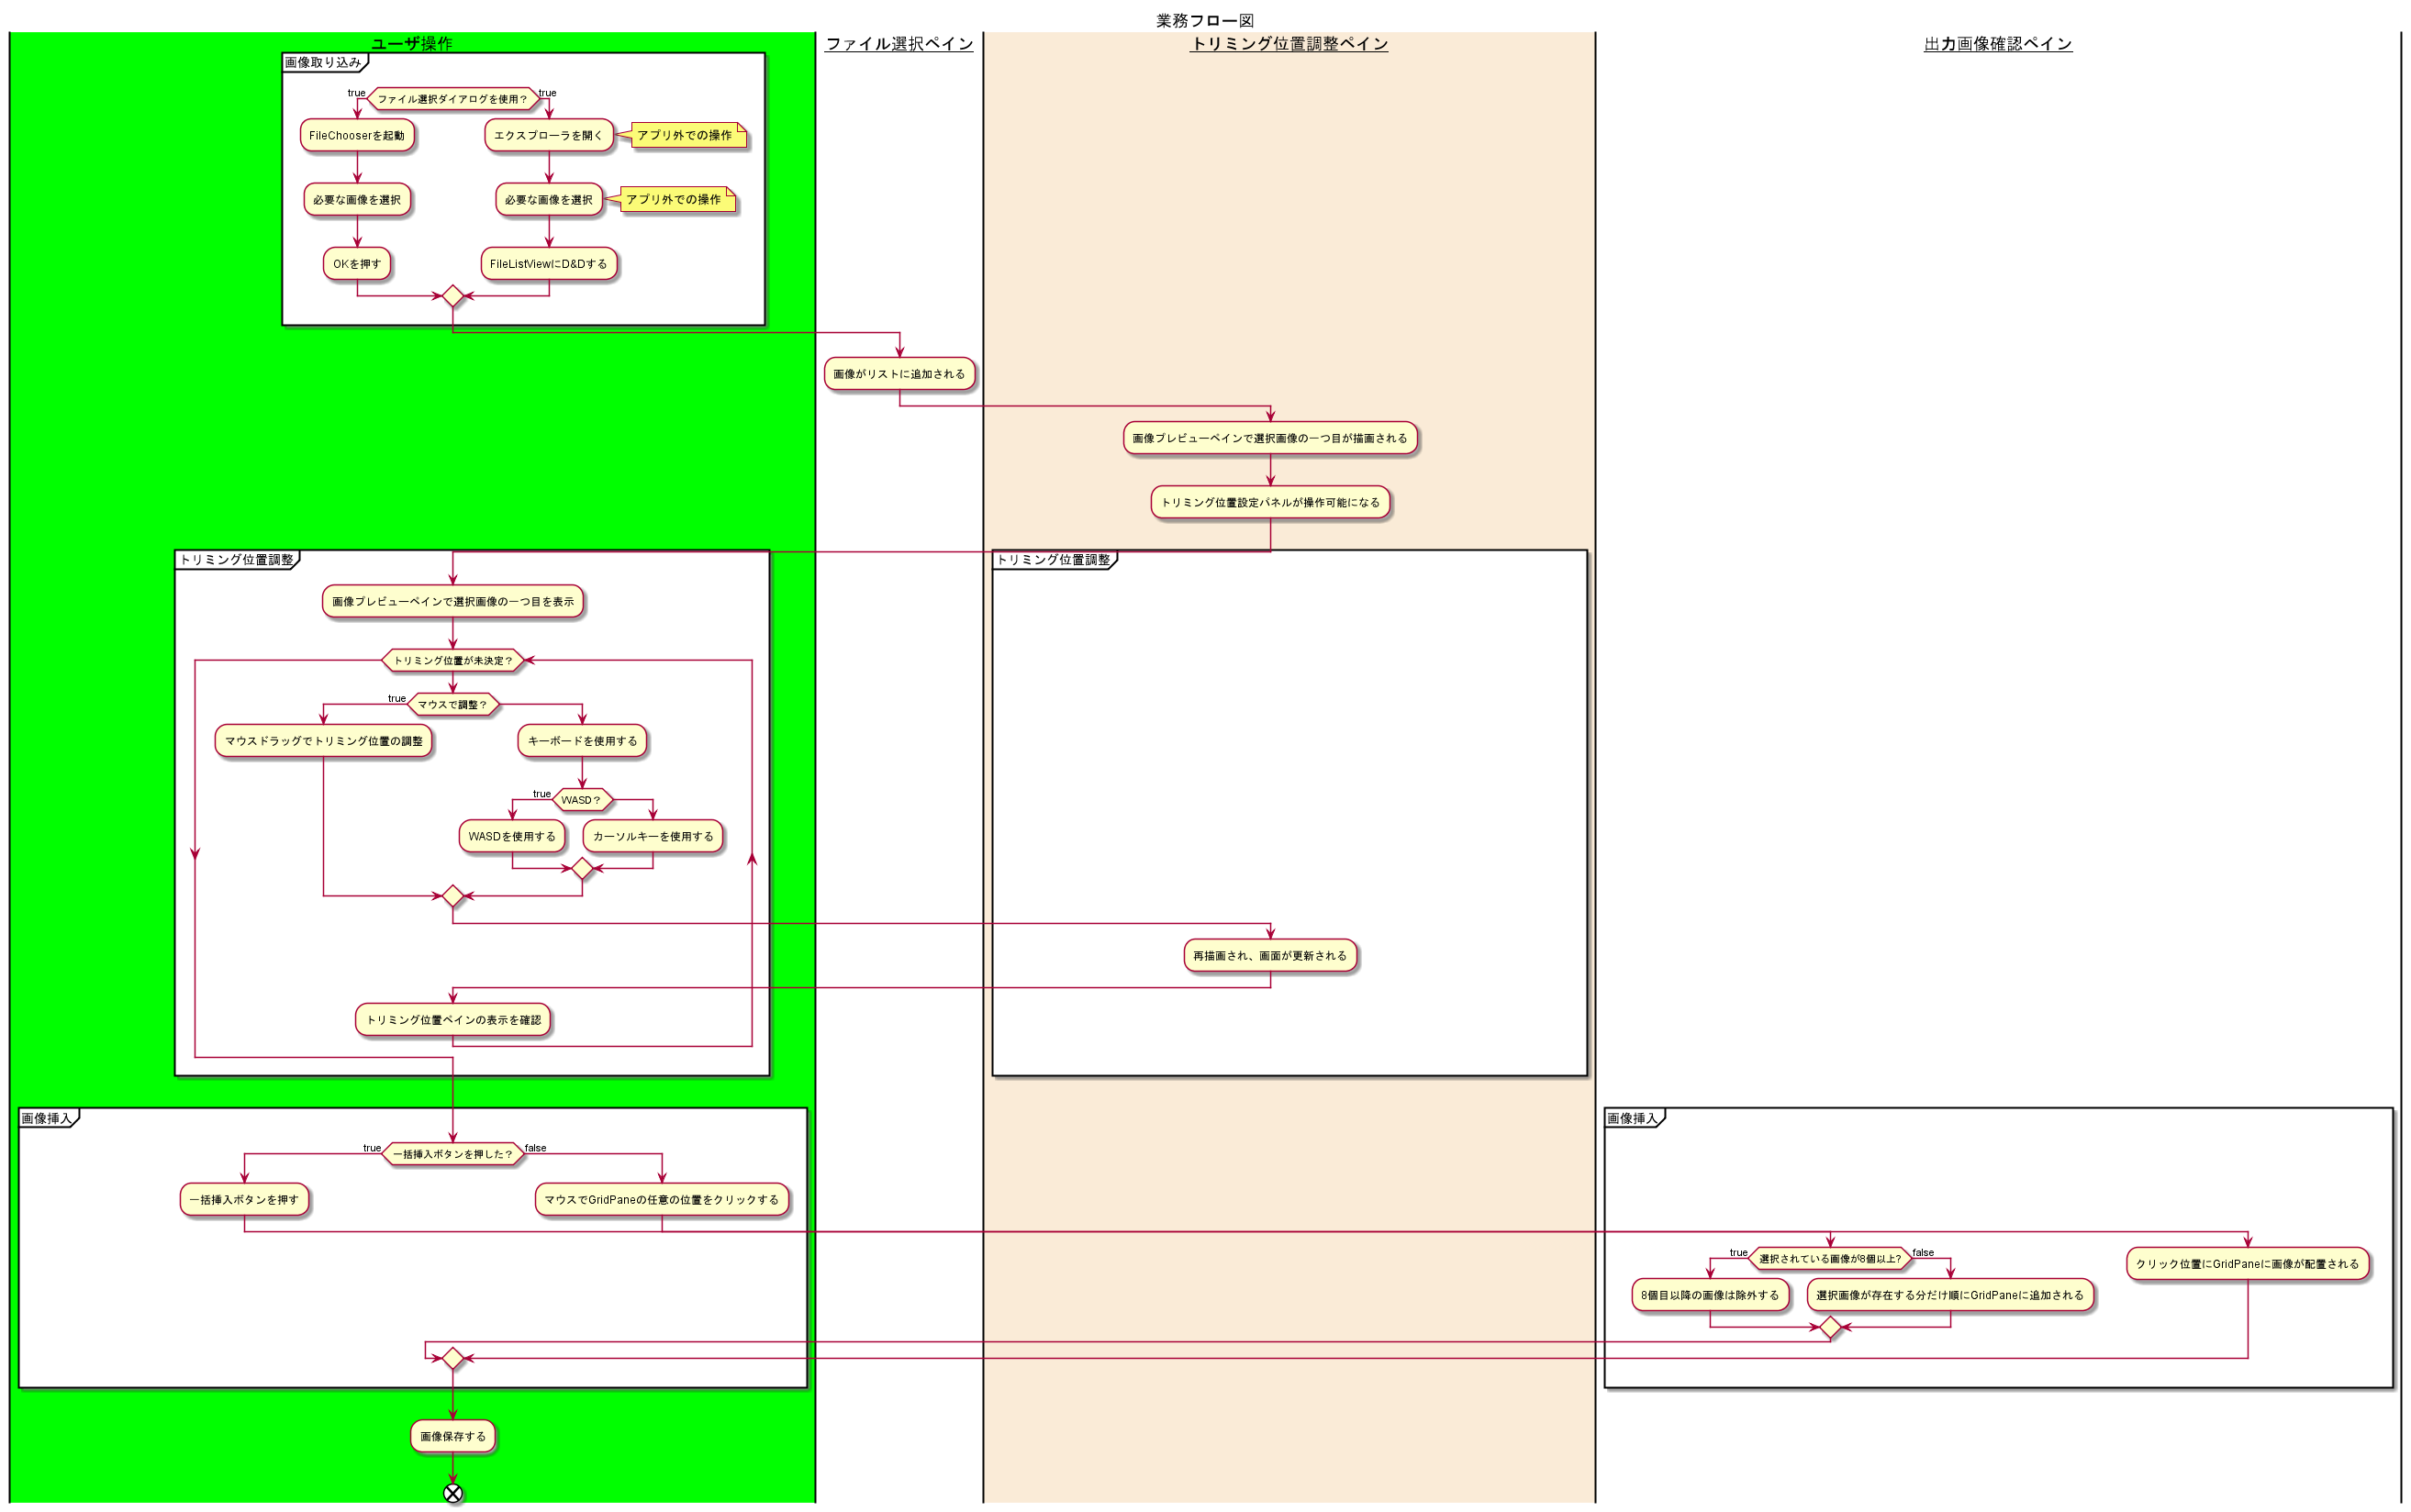 業務フロー図
ユーザ操作
ファイル選択ペイン
トリミング位置調整ペイン
出力画像確認ペイン
画像取り込み
true
ファイル選択ダイアログを使用？
true
FileChooserを起動
エクスプローラを開く
アプリ外での操作
必要な画像を選択
必要な画像を選択
アプリ外での操作
OKを押す
FileListViewにD&Dする
画像がリストに追加される
画像プレビューペインで選択画像の一つ目が描画される
トリミング位置設定パネルが操作可能になる
トリミング位置調整
トリミング位置調整
画像プレビューペインで選択画像の一つ目を表示
トリミング位置が未決定？
true
マウスで調整？
マウスドラッグでトリミング位置の調整
キーボードを使用する
true
WASD？
WASDを使用する
カーソルキーを使用する
再描画され、画面が更新される
トリミング位置ペインの表示を確認
画像挿入
画像挿入
true
一括挿入ボタンを押した？
false
一括挿入ボタンを押す
マウスでGridPaneの任意の位置をクリックする
true
選択されている画像が8個以上?
false
クリック位置にGridPaneに画像が配置される
8個目以降の画像は除外する
選択画像が存在する分だけ順にGridPaneに追加される
画像保存する